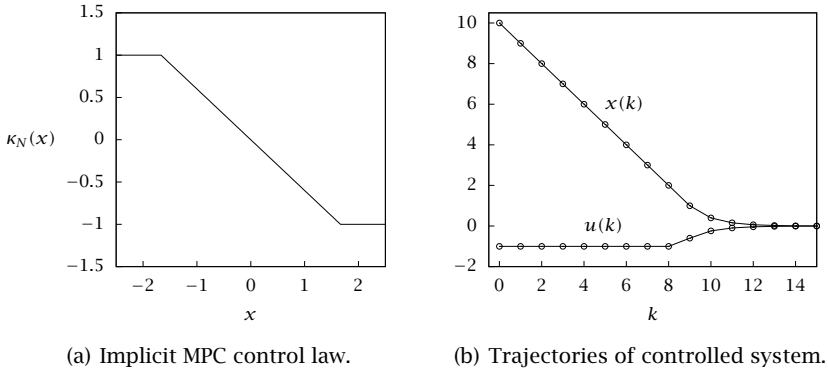 1.5
1
0.5
0
−0.5
−1
−1.5
κN(x)
−2 −1 0 1 2
x
(a) Implicit MPC control law.
10
8
6
4
2
0
−2
x(k)
u(k)
0 2 4 6 8 10 12 14
k
(b) Trajectories of controlled system.